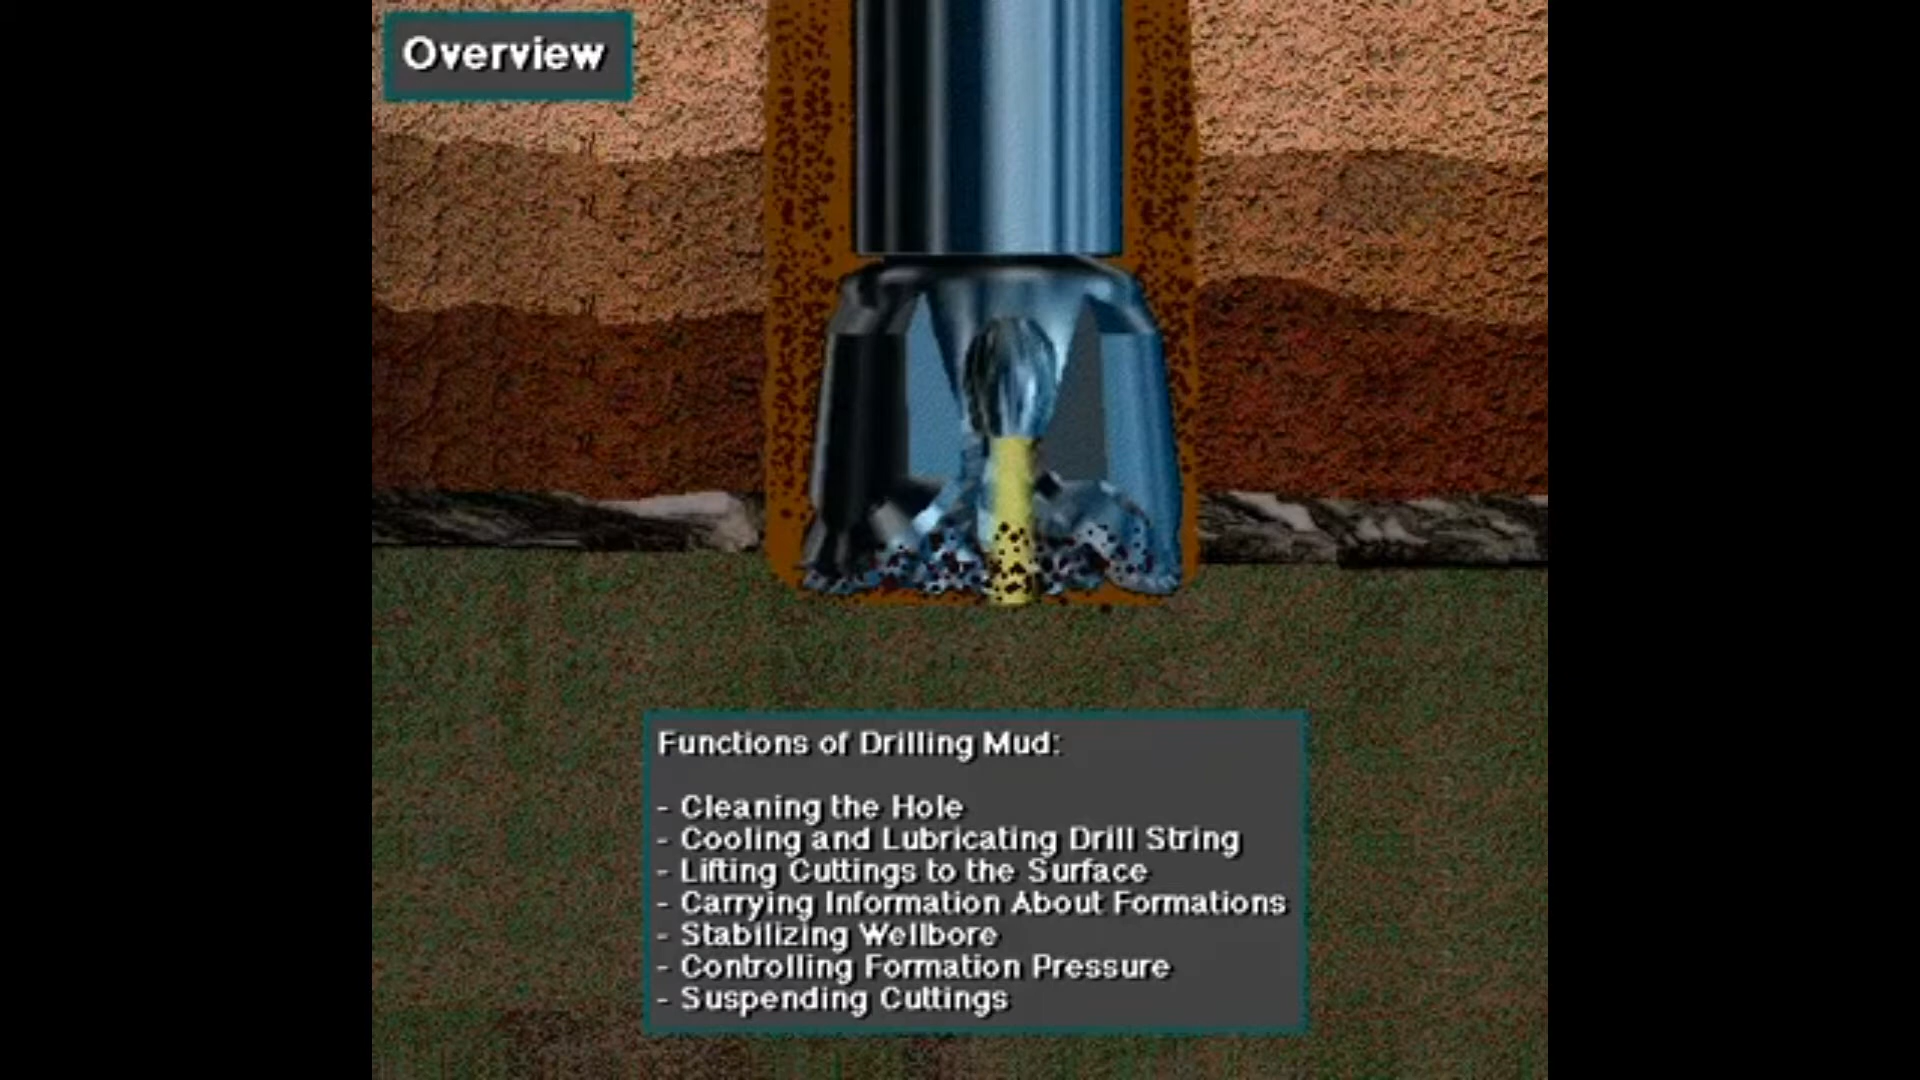 Overview
Functions of Drilling Mud:
- Cleaning the Hole
- Cooling and Lubricating Drill String
- Lifting Cuttings to the Surface
- Carrying Information About Formations
- Stabilizing Wellbore
- Controlling Formation Pressure
- Suspending Cuttings